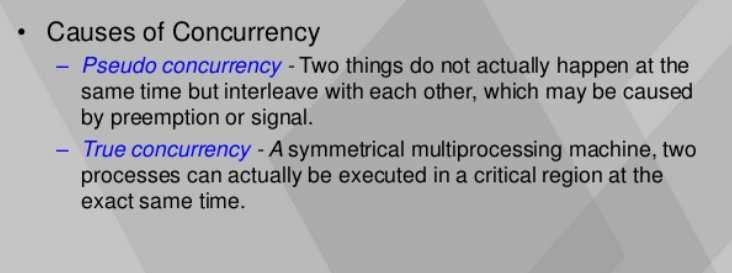 • Causes of Concurrency
– Pseudo concurrency - Two things do not actually happen at the
same time but interleave with each other, which may be caused
by preemption or signal.
– True concurrency - A symmetrical multiprocessing machine, two
processes can actually be executed in a critical region at the
exact same time.